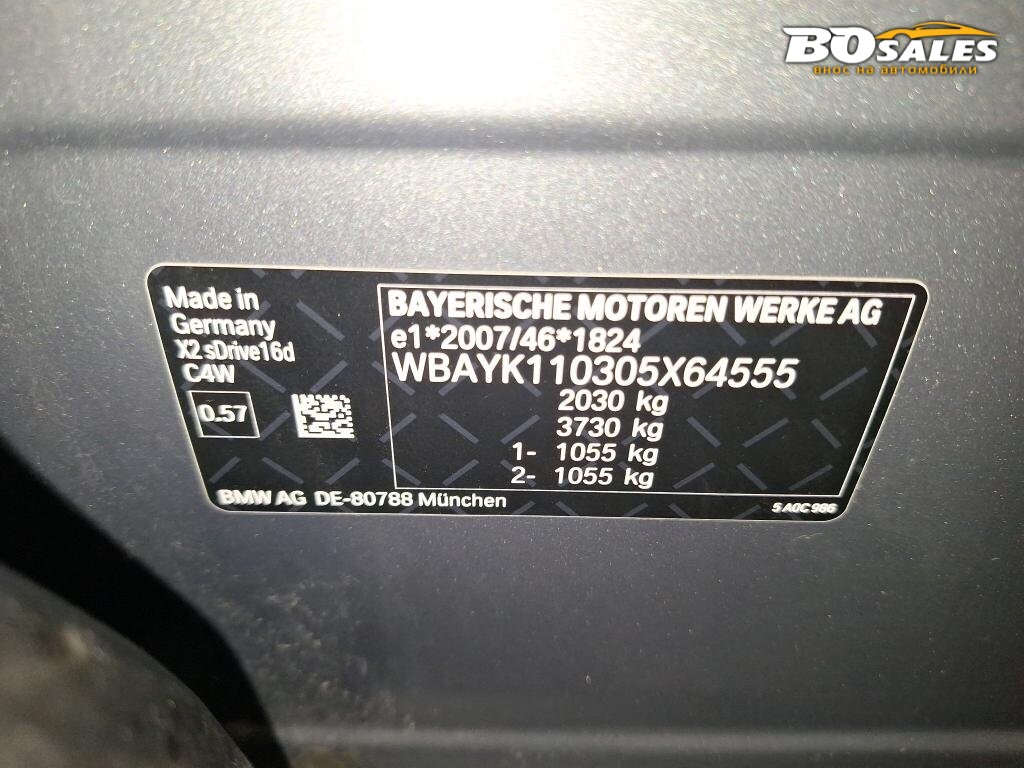 BOSALES
внос на автомобили
Made in
Germany
X2 sDrive16d
C4W
0.57
BMW AG DE-80788 München
BAYERISCHE MOTOREN WERKE AG
e1*2007/46*1824
WBAYK110305X64555
2030 kg
3730 kg
1- 1055 kg
2- 1055 kg
5 A0C 986